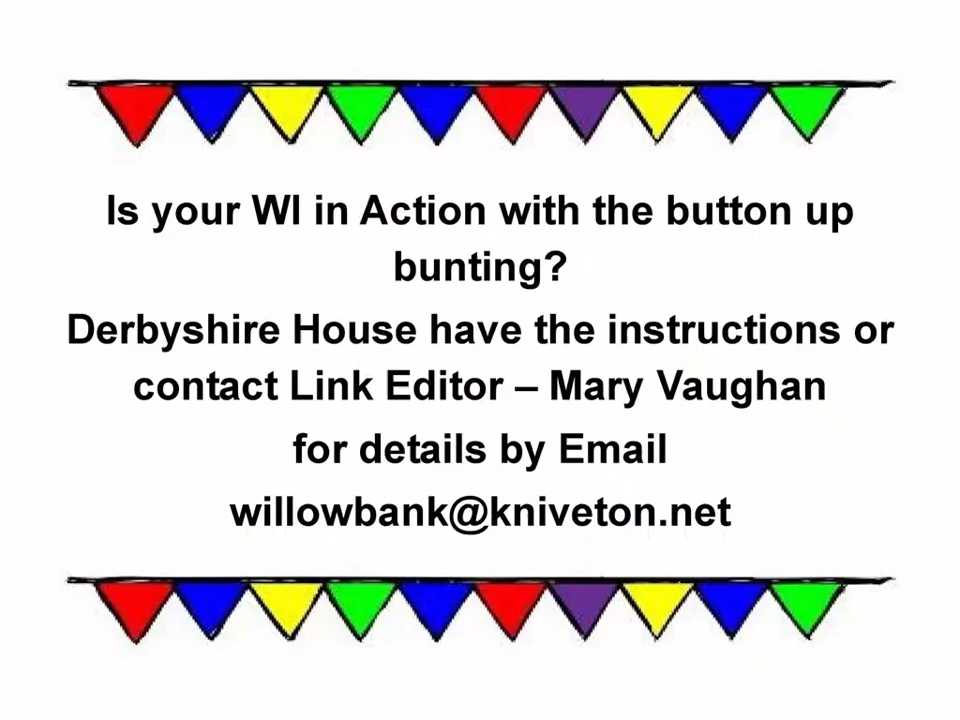 Is your WI in Action with the button up
bunting?
Derbyshire House have the instructions or
contact Link Editor – Mary Vaughan
for details by Email
willowbank@kniveton.net